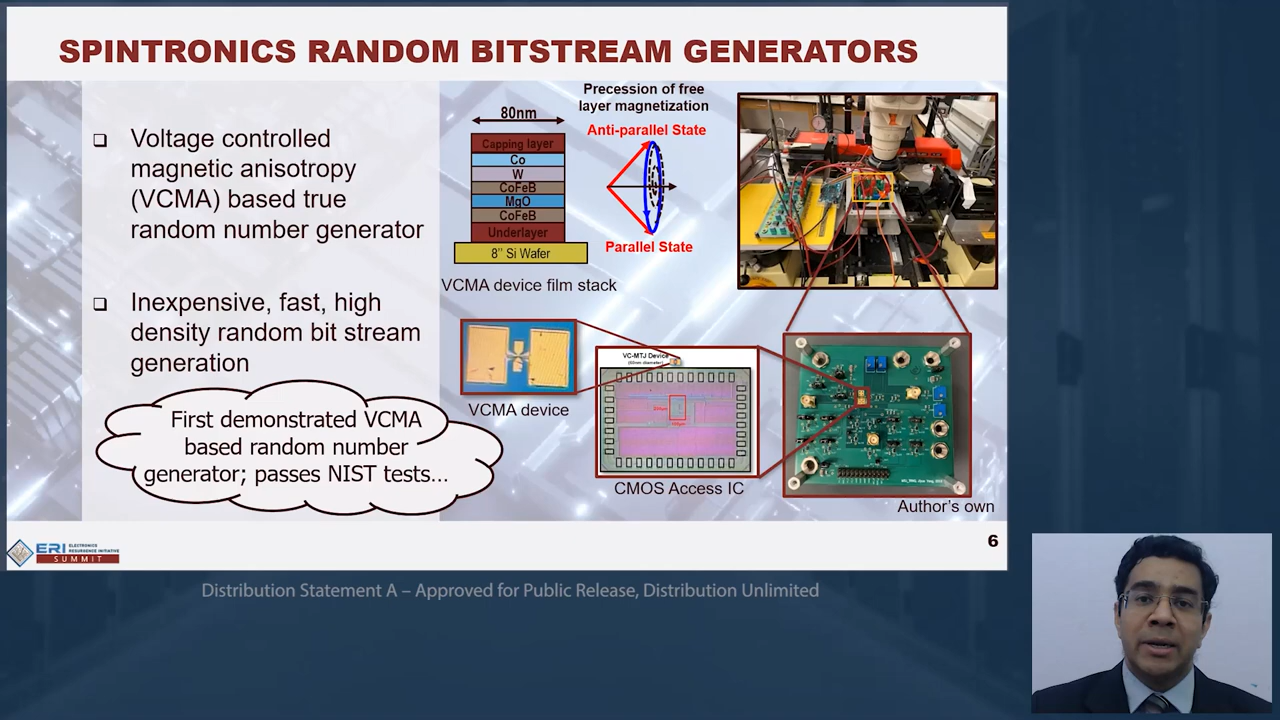 SPINTRONICS RANDOM BITSTREAM GENERATORS
Voltage controlled
magnetic anisotropy
(VCMA) based true
random number generator
Inexpensive, fast, high
density random bit stream
generation
First demonstrated VCMA
based random number
generator; passes NIST tests…
80nm
Capping layer
Co
W
CoFeB
MgO
CoFeB
Underlayer
8” Si Wafer
VCMA device film stack
Precession of free
layer magnetization
Anti-parallel State
Parallel State
VCMA device
VC-MTJ Device
CMOS Access IC
Author’s own
6
ERI
ELECTRONICS
RESURGENCE INITIATIVE
SUMMIT
Distribution Statement A – Approved for Public Release, Distribution Unlimited